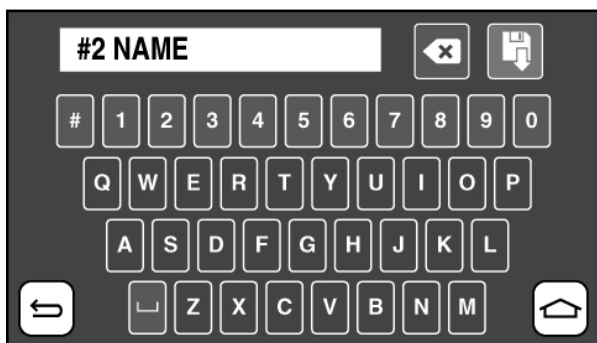 #2 NAME
# 1 2 3 4 5 6 7 8 9 0
Q W E R T Y U I O P
A S D F G H J K L
Z X C V B N M